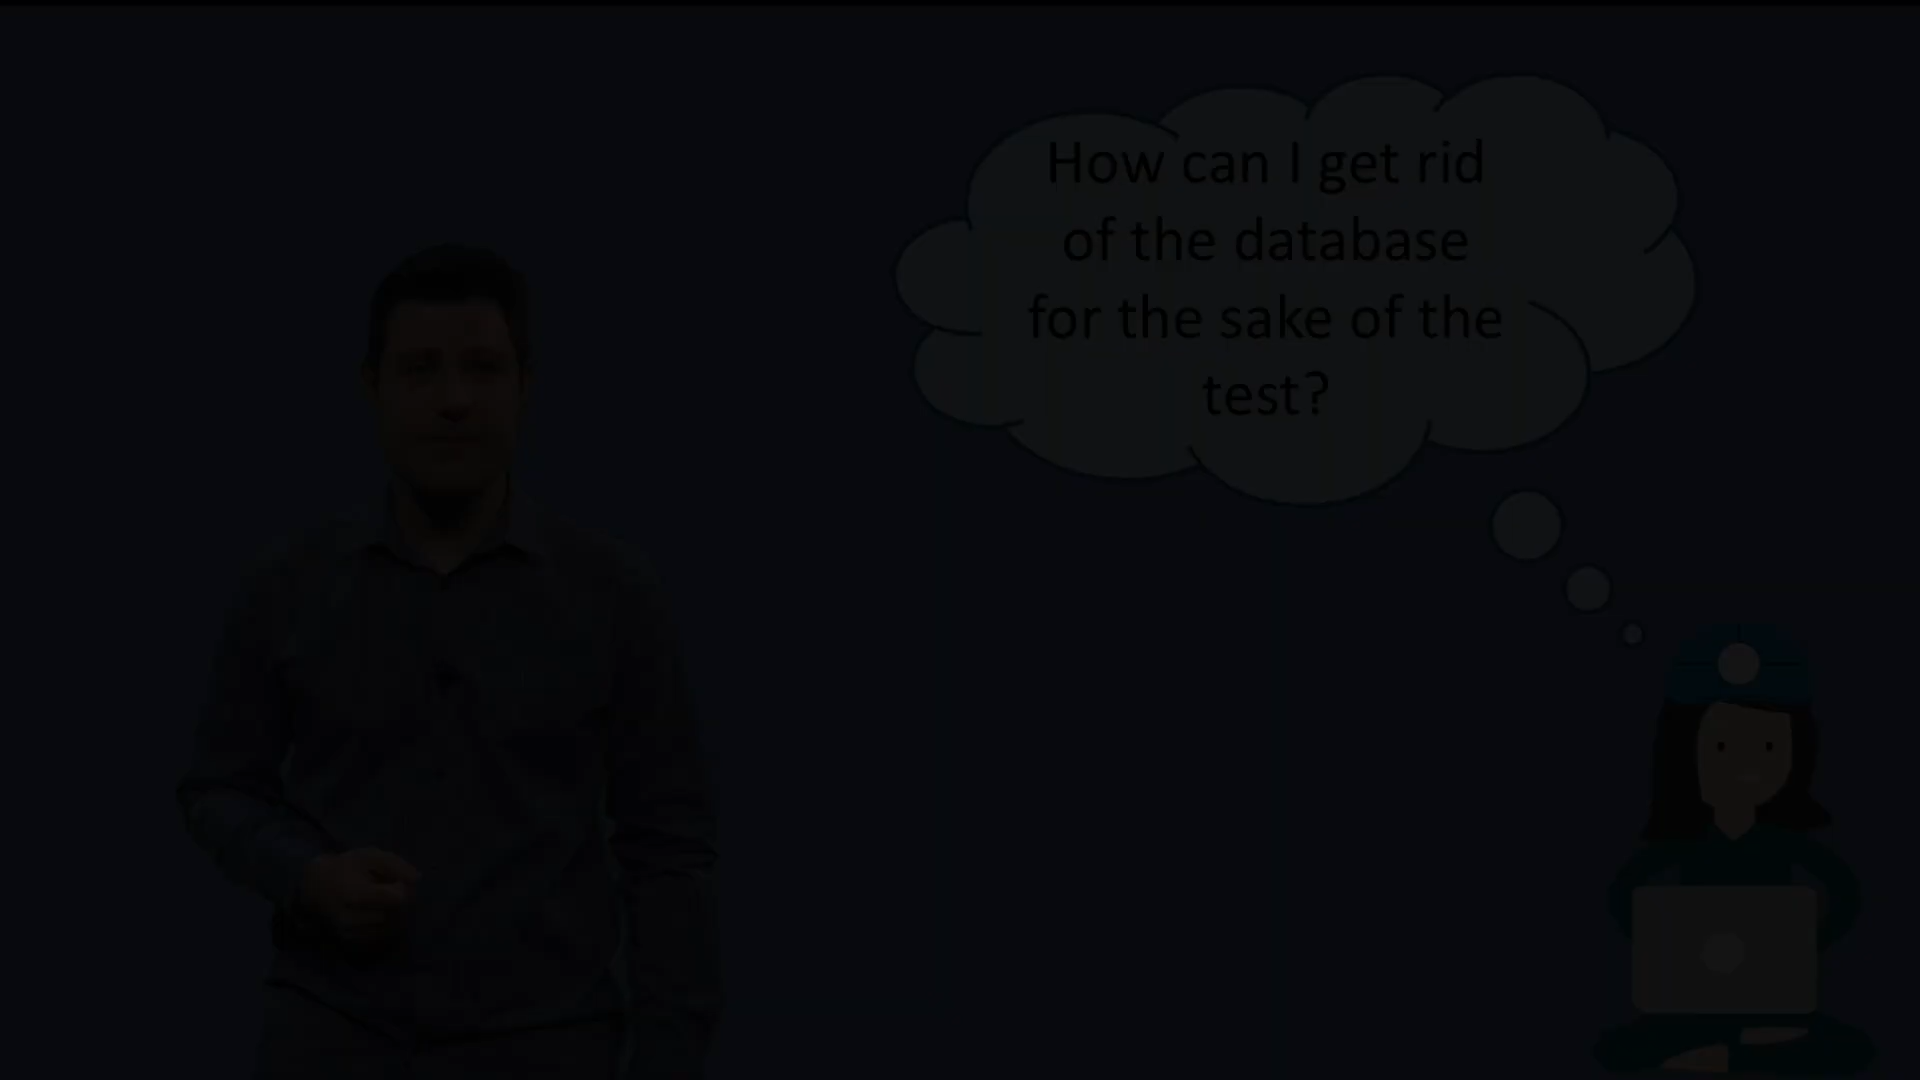 How can I get rid
of the database
for the sake of the
test?